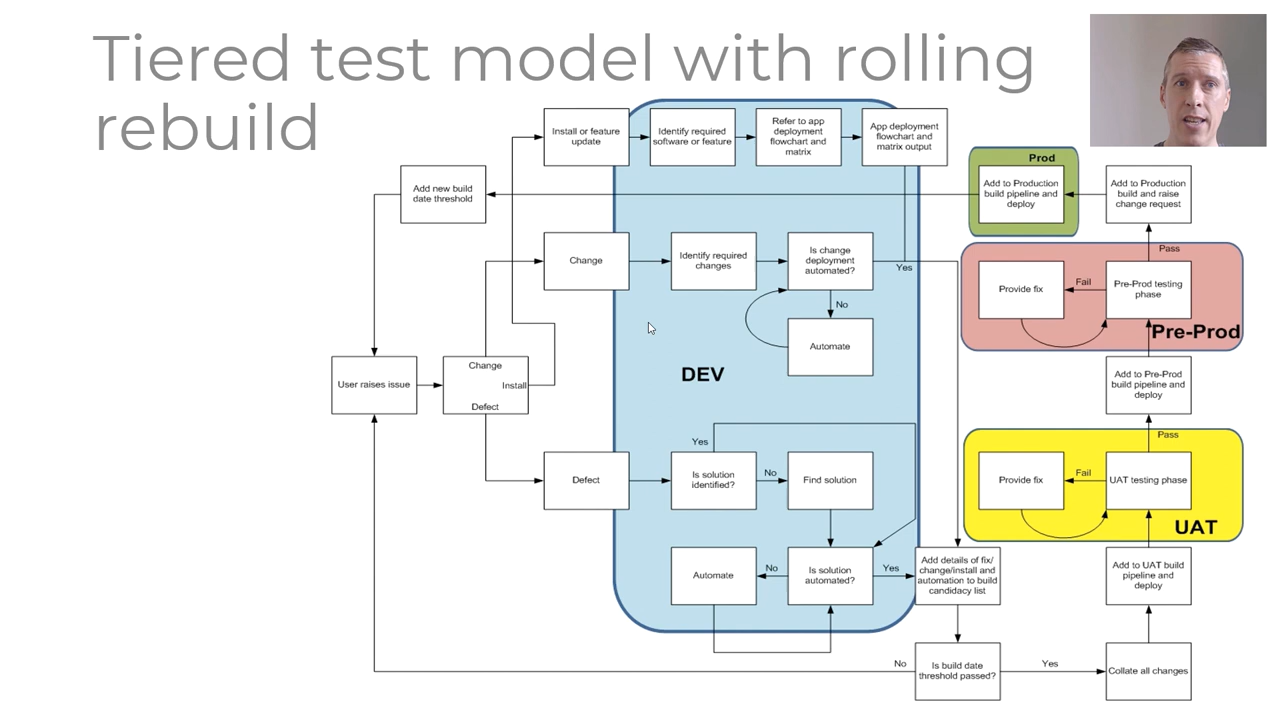 Tiered test model with rolling
rebuild
Install or feature
update
Identify required
software or feature
Refer to app
deployment
flowchart and
matrix
App deployment
flowchart and
matrix output
Prod
Add new build
date threshold
Add to Production
build pipeline and
deploy
Add to Production
build and raise
change request
Change
Identify required
changes
Is change
deployment
automated?
Yes
No
Automate
Pass
Provide fix
Fail
Pre-Prod testing
phase
Pre-Prod
User raises issue
Change
Install
Defect
DEV
Add to Pre-Prod
build pipeline and
deploy
Pass
Yes
Defect
Is solution
identified?
No
Find solution
Provide fix
Fail
UAT testing phase
UAT
Automate
No
Is solution
automated?
Yes
Add details of fix/
change/install and
automation to build
candidacy list
Add to UAT build
pipeline and
deploy
No
Is build date
threshold passed?
Yes
Collate all changes